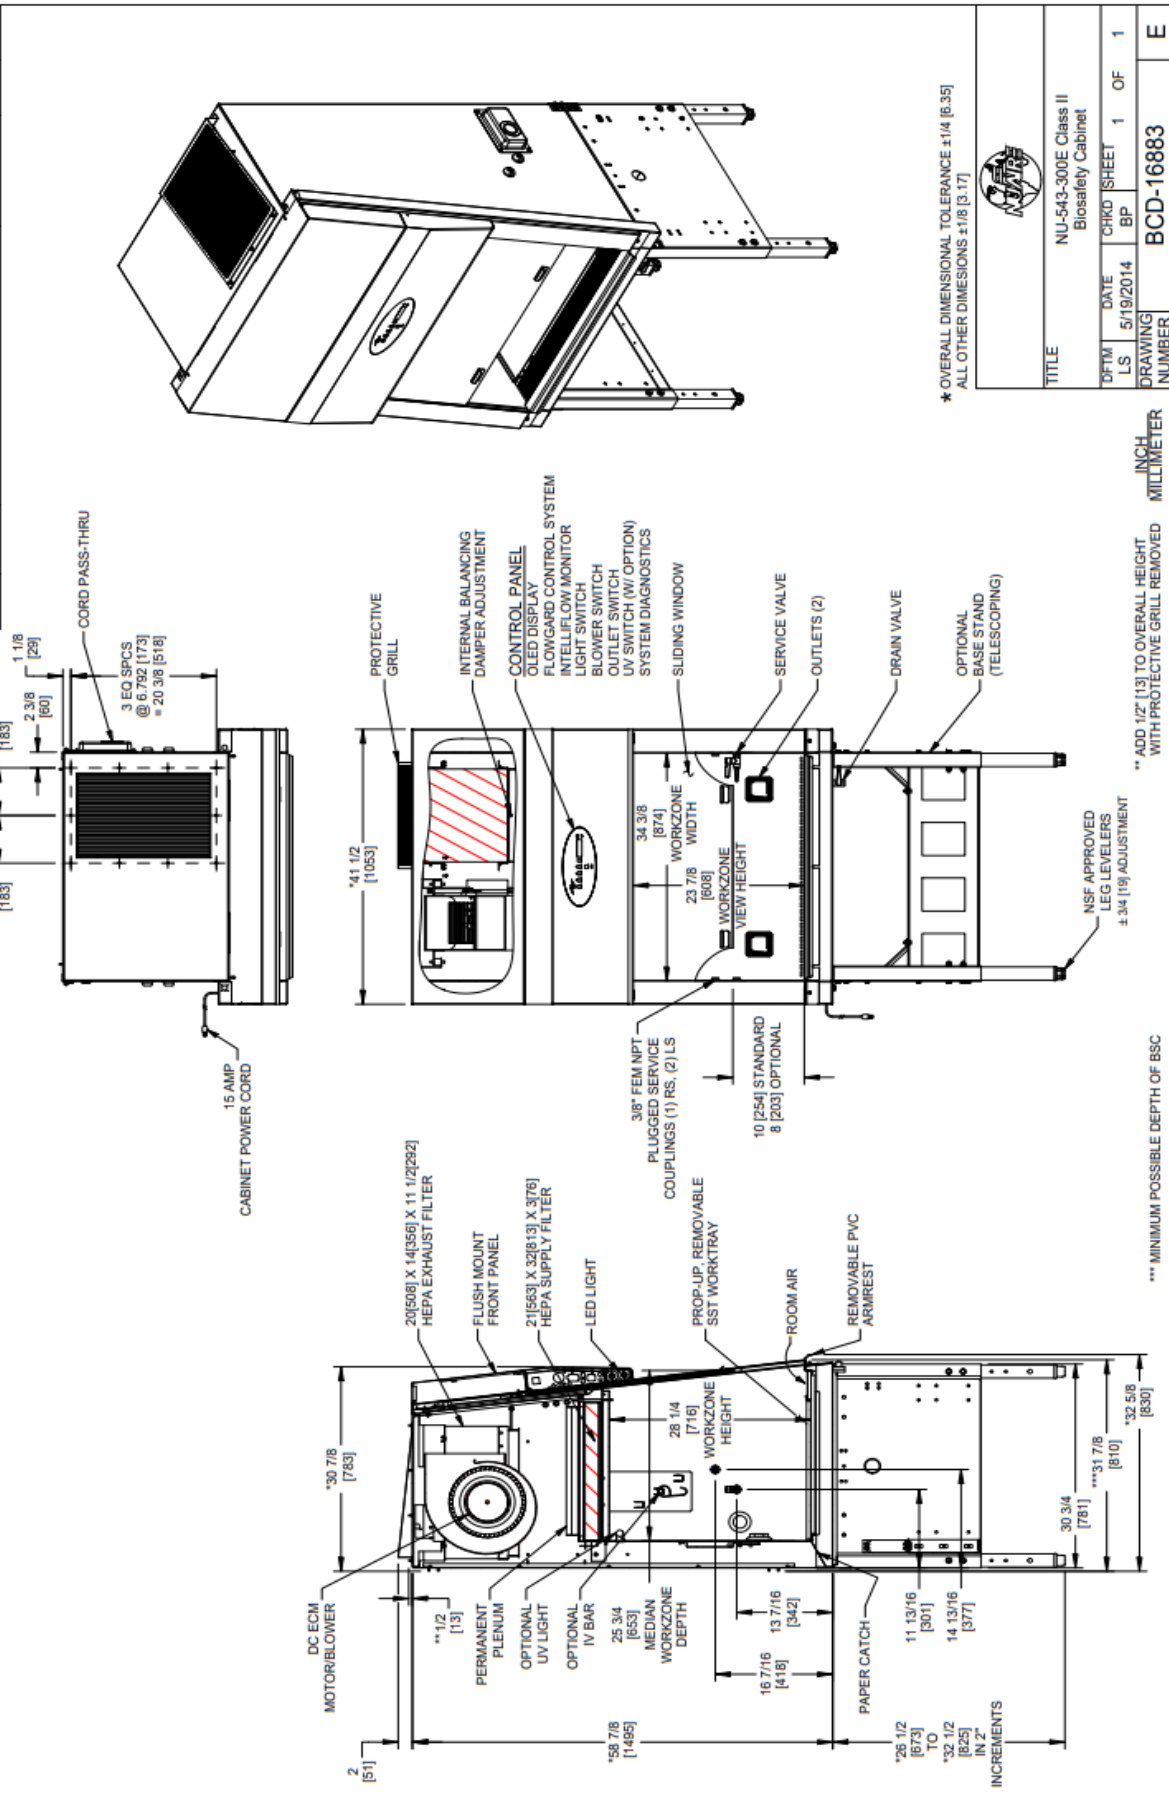 [183]
[183]
2 3/8
[60]
1 1/8
[29]
3 EQ SPCS
@ 6.792 [173]
= 20 3/8 [518]
CORD PASS-THRU
15 AMP
CABINET POWER CORD
*41 1/2
[1053]
PROTECTIVE
GRILL
INTERNAL BALANCING
DAMPER ADJUSTMENT
CONTROL PANEL
OLED DISPLAY
FLOWGARD CONTROL SYSTEM
INTELLIFLOW MONITOR
LIGHT SWITCH
BLOWER SWITCH
OUTLET SWITCH
UV SWITCH (W/ OPTION)
SYSTEM DIAGNOSTICS
SLIDING WINDOW
34 3/8
[874]
WORKZONE
WIDTH
23 7/8
[608]
WORKZONE
VIEW HEIGHT
SERVICE VALVE
OUTLETS (2)
DRAIN VALVE
OPTIONAL
BASE STAND
(TELESCOPING)
3/8" FEM NPT
PLUGGED SERVICE
COUPLINGS (1) RS, (2) LS
10 [254] STANDARD
8 [203] OPTIONAL
NSF APPROVED
LEG LEVELERS
± 3/4 [19] ADJUSTMENT
20[508] X 14[356] X 11 1/2[292]
HEPA EXHAUST FILTER
FLUSH MOUNT
FRONT PANEL
21[563] X 32[813] X 3[76]
HEPA SUPPLY FILTER
LED LIGHT
PROP-UP, REMOVABLE
SST WORKTRAY
ROOM AIR
REMOVABLE PVC
ARMREST
*30 7/8
[783]
DC ECM
MOTOR/BLOWER
** 1/2
[13]
2
[51]
PERMANENT
PLENUM
OPTIONAL
UV LIGHT
OPTIONAL
IV BAR
25 3/4
[653]
MEDIAN
WORKZONE
DEPTH
28 1/4
[716]
WORKZONE
HEIGHT
13 7/16
[342]
16 7/16
[418]
*58 7/8
[1495]
PAPER CATCH
11 13/16
[301]
14 13/16
[377]
*26 1/2
[673]
TO
*32 1/2
[825]
IN 2"
INCREMENTS
30 3/4
[781]
***31 7/8
[810]
*32 5/8
[830]
*** MINIMUM POSSIBLE DEPTH OF BSC
** ADD 1/2" [13] TO OVERALL HEIGHT
WITH PROTECTIVE GRILL REMOVED
INCH
MILLIMETER
* OVERALL DIMENSIONAL TOLERANCE ±1/4 [6.35]
ALL OTHER DIMESIONS ±1/8 [3.17]
NUAIRE
TITLE
NU-543-300E Class II
Biosafety Cabinet
DFTM
LS
DATE
5/19/2014
CHKD
BP
SHEET
1 OF 1
DRAWING
NUMBER
BCD-16883
E